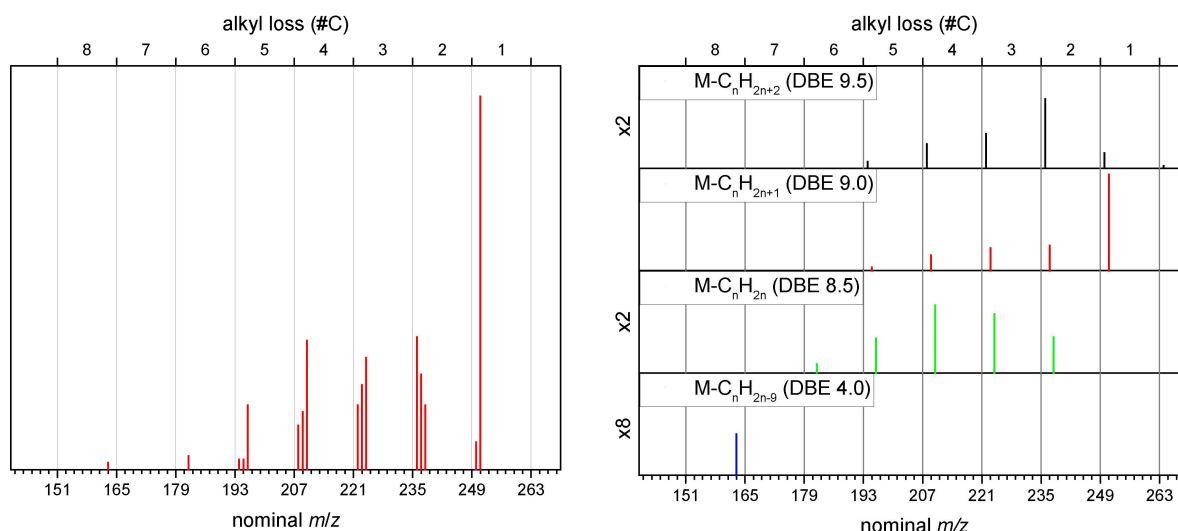 alkyl loss (#C)
8 7 6 5 4 3 2 1
151 165 179 193 207 221 235 249 263
nominal m/z
alkyl loss (#C)
8 7 6 5 4 3 2 1
M-CnH2n+2 (DBE 9.5)
x2
M-CnH2n+1 (DBE 9.0)
M-CnH2n (DBE 8.5)
x2
M-CnH2n-9 (DBE 4.0)
x8
151 165 179 193 207 221 235 249 263
nominal m/z